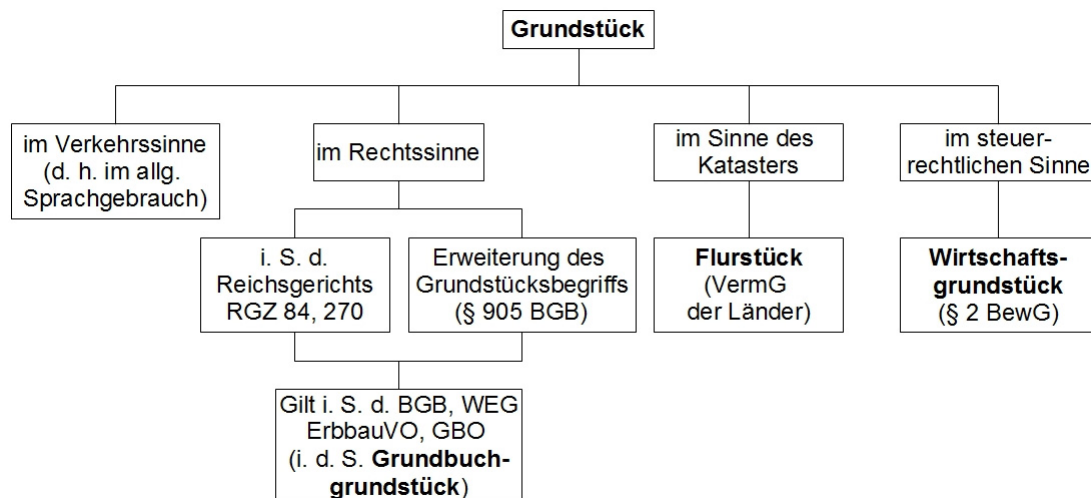 Grundstück
im Verkehrssinne
(d. h. im allg.
Sprachgebrauch)
im Rechtssinne
im Sinne des
Katasters
im steuer-
rechtlichen Sinne
i. S. d.
Reichsgerichts
RGZ 84, 270
Erweiterung des
Grundstücksbegriffs
(§ 905 BGB)
Flurstück
(VermG
der Länder)
Wirtschafts-
grundstück
(§ 2 BewG)
Gilt i. S. d. BGB, WEG
ErbbauVO, GBO
(i. d. S. Grundbuch-
grundstück)